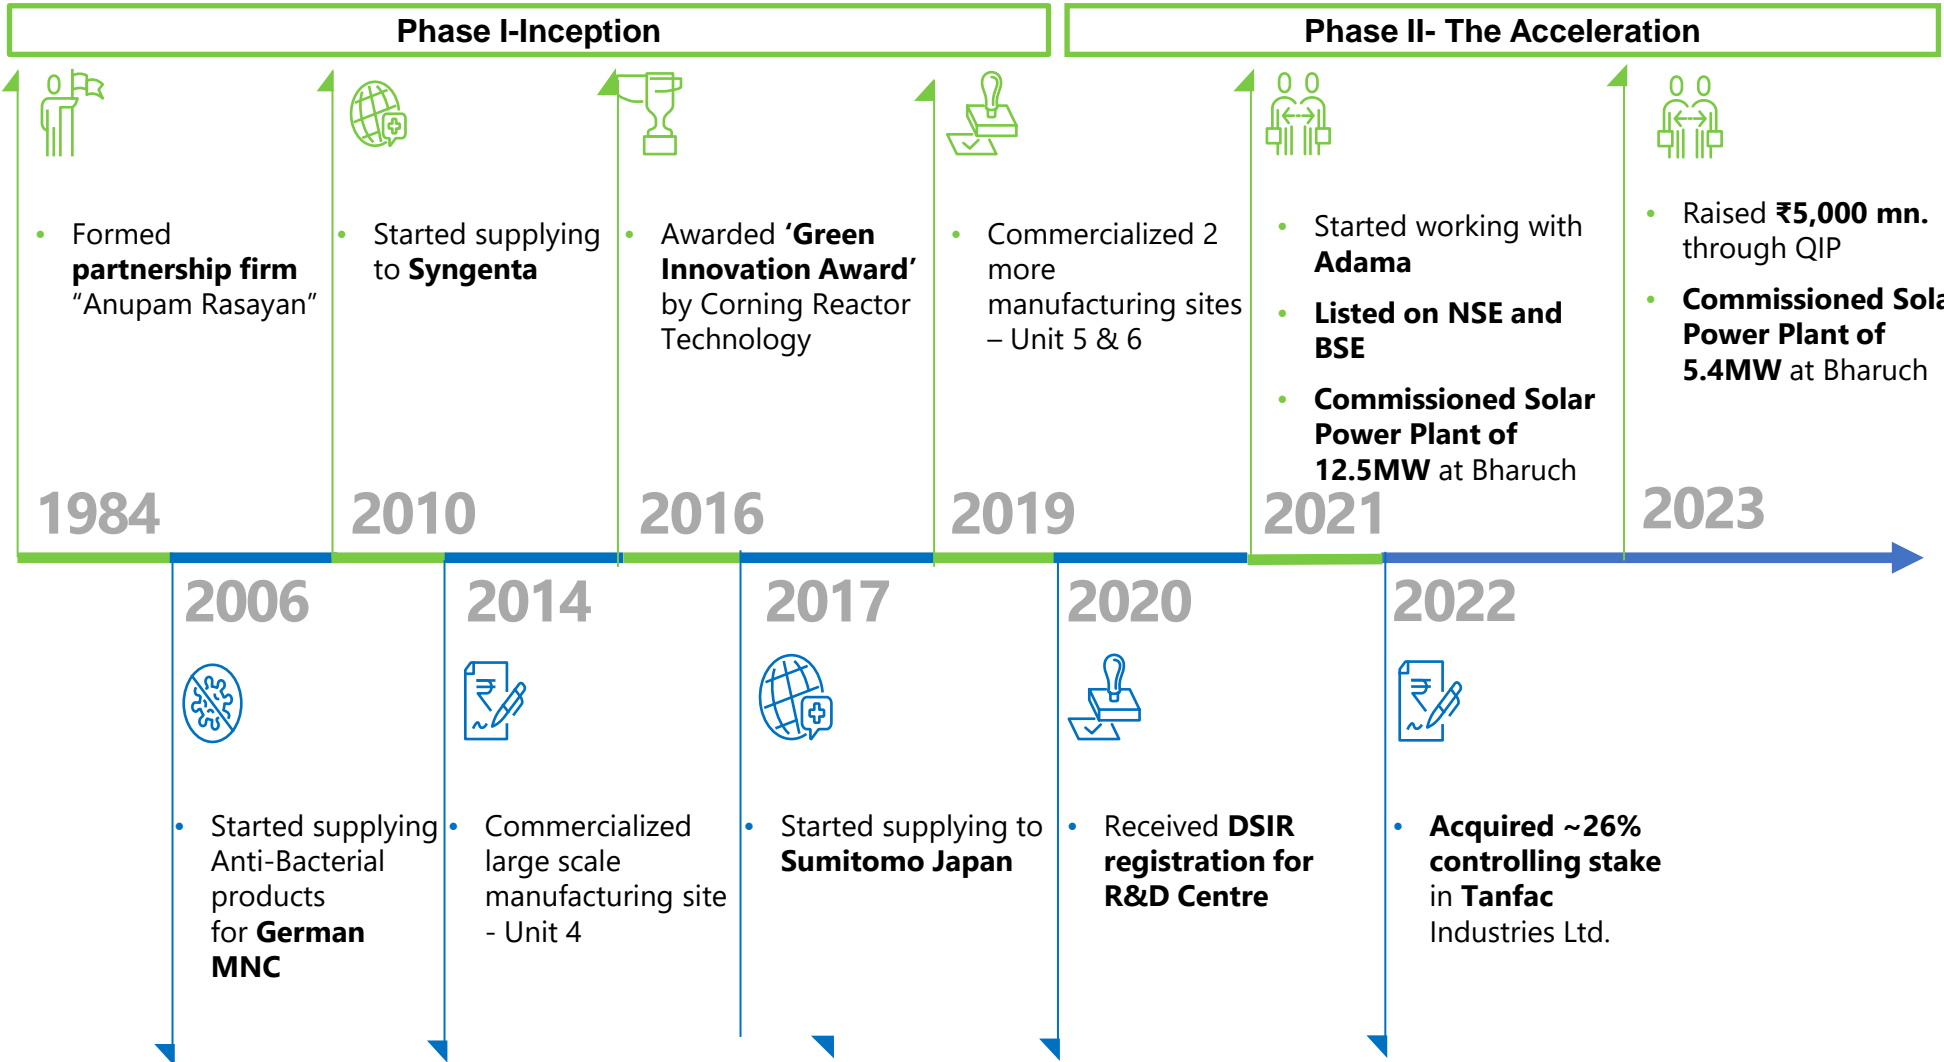 Phase I-Inception
Phase II- The Acceleration
• Formed
partnership firm
“Anupam Rasayan”
1984
• Started supplying
to Syngenta
2010
• Awarded ‘Green
Innovation Award’
by Corning Reactor
Technology
2016
• Commercialized 2
more
manufacturing sites
– Unit 5 & 6
2019
• Started working with
Adama
• Listed on NSE and
BSE
• Commissioned Solar
Power Plant of
12.5MW at Bharuch
2021
• Raised ₹5,000 mn.
through QIP
• Commissioned Sola
Power Plant of
5.4MW at Bharuch
2023
2006
• Started supplying
Anti-Bacterial
products
for German
MNC
2014
₹
• Commercialized
large scale
manufacturing site
- Unit 4
2017
• Started supplying to
Sumitomo Japan
2020
• Received DSIR
registration for
R&D Centre
2022
₹
• Acquired ~26%
controlling stake
in Tanfac
Industries Ltd.